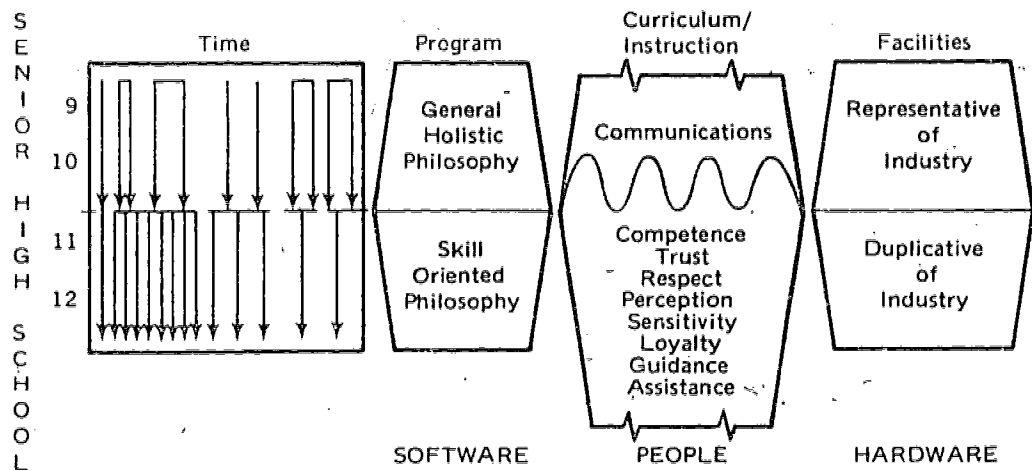 SENIOR HIGH SCHOOL
Time
Program
Curriculum/
Instruction
Facilities
9
10
11
12
General
Holistic
Philosophy
Skill
Oriented
Philosophy
Communications
Competence
Trust
Respect
Perception
Sensitivity
Loyalty
Guidance
Assistance
Representative
of
Industry
Duplicative
of
Industry
SOFTWARE
PEOPLE
HARDWARE